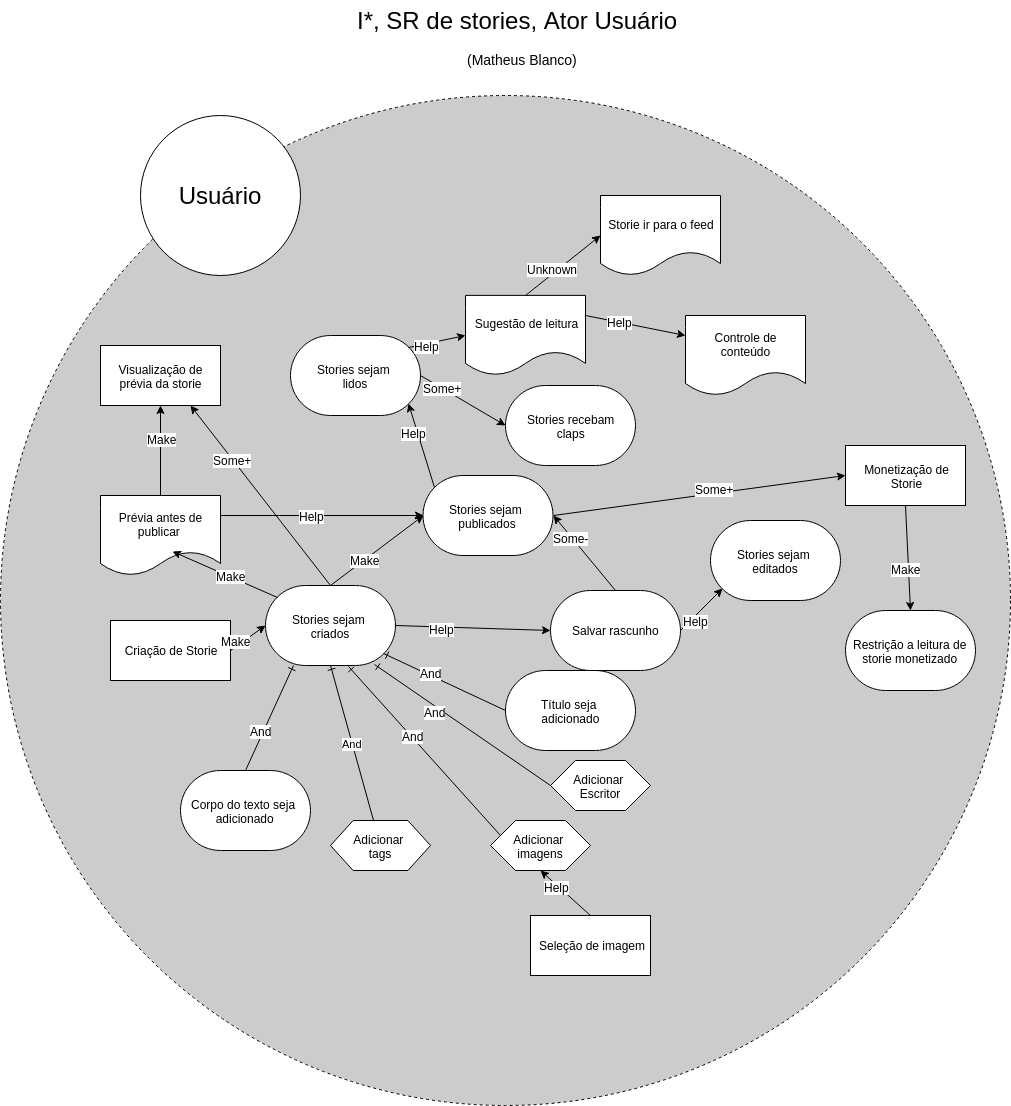 I*, SR de stories, Ator Usuário
(Matheus Blanco)
Usuário
Storie ir para o feed
Unknown
Sugestão de leitura
Help
Controle de
conteúdo
Stories sejam
lidos
Help
Some+
Stories recebam
claps
Visualização de
prévia da storie
Make
Some+
Help
Monetização de
Storie
Some+
Prévia antes de
publicar
Help
Stories sejam
publicados
Some-
Stories sejam
editados
Make
Make
Make
Stories sejam
criados
Help
Salvar rascunho
Help
Criação de Storie
Make
Restrição a leitura de
storie monetizado
And
Título seja
adicionado
And
And
And
And
Adicionar
Escritor
Corpo do texto seja
adicionado
Adicionar
tags
Adicionar
imagens
Help
Seleção de imagem